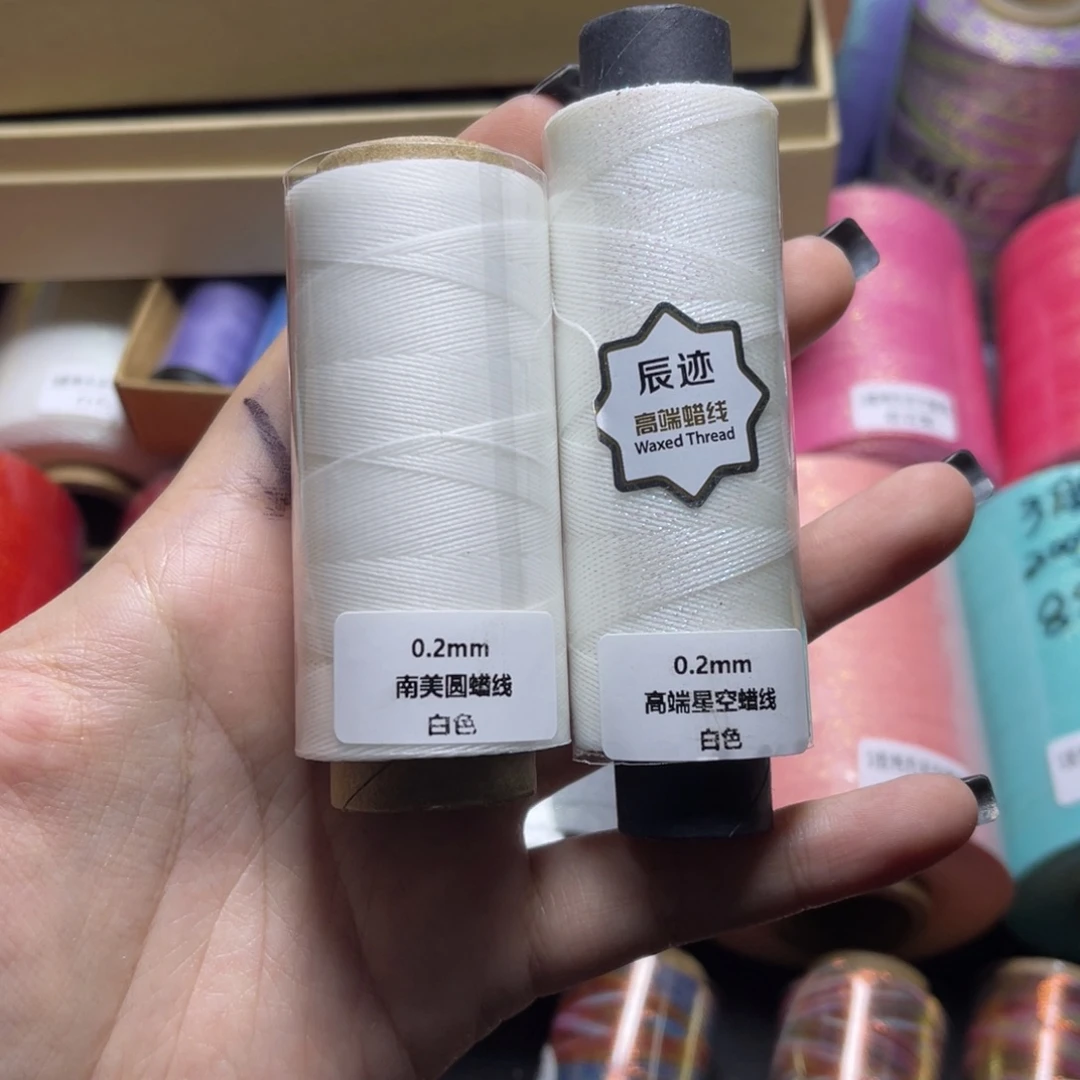 辰迹
高端蜡线
Waxed Thread
0.2mm
南美圆蜡线
白色
0.2mm
高端星空蜡线
白色